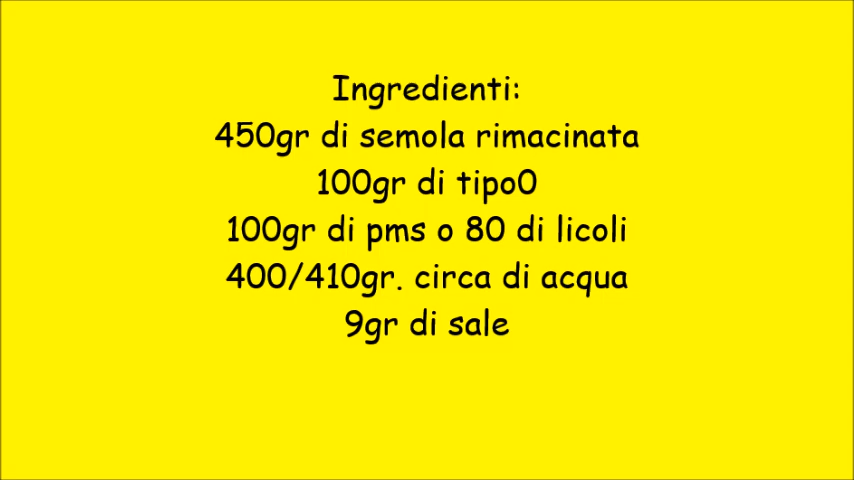 Ingredienti:
450gr di semola rimacinata
100gr di tipo0
100gr di pms o 80 di licoli
400/410gr. circa di acqua
9gr di sale